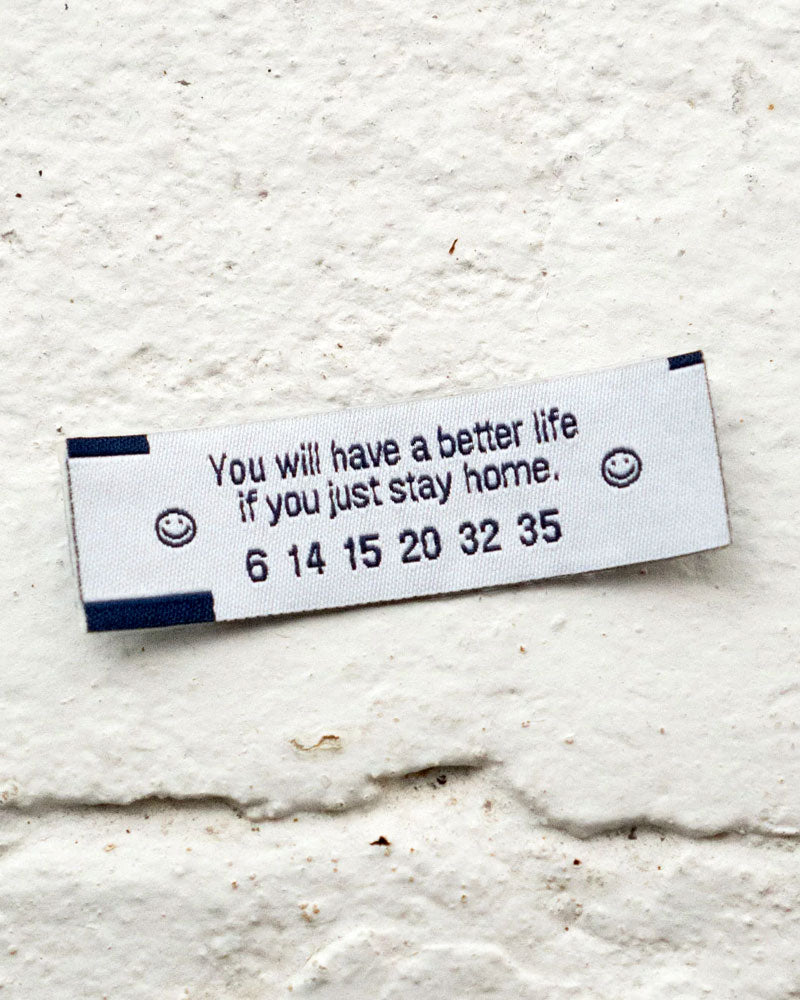 You will have a better life
if you just stay home.
6 14 15 20 32 35